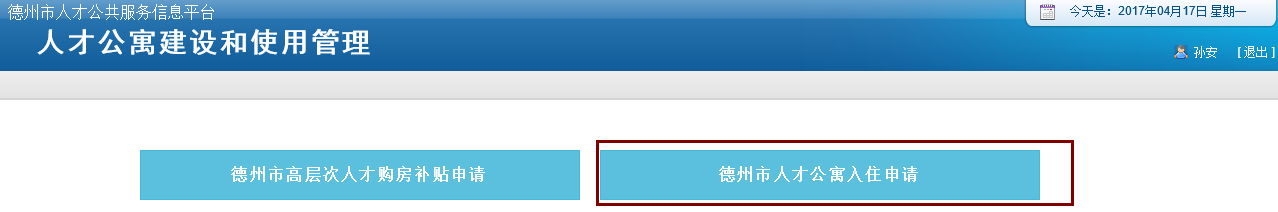 德州市人才公共服务信息平台
今天是：2017年04月17日 星期一
人才公寓建设和使用管理
孙安 [退出]
德州市高层次人才购房补贴申请
德州市人才公寓入住申请